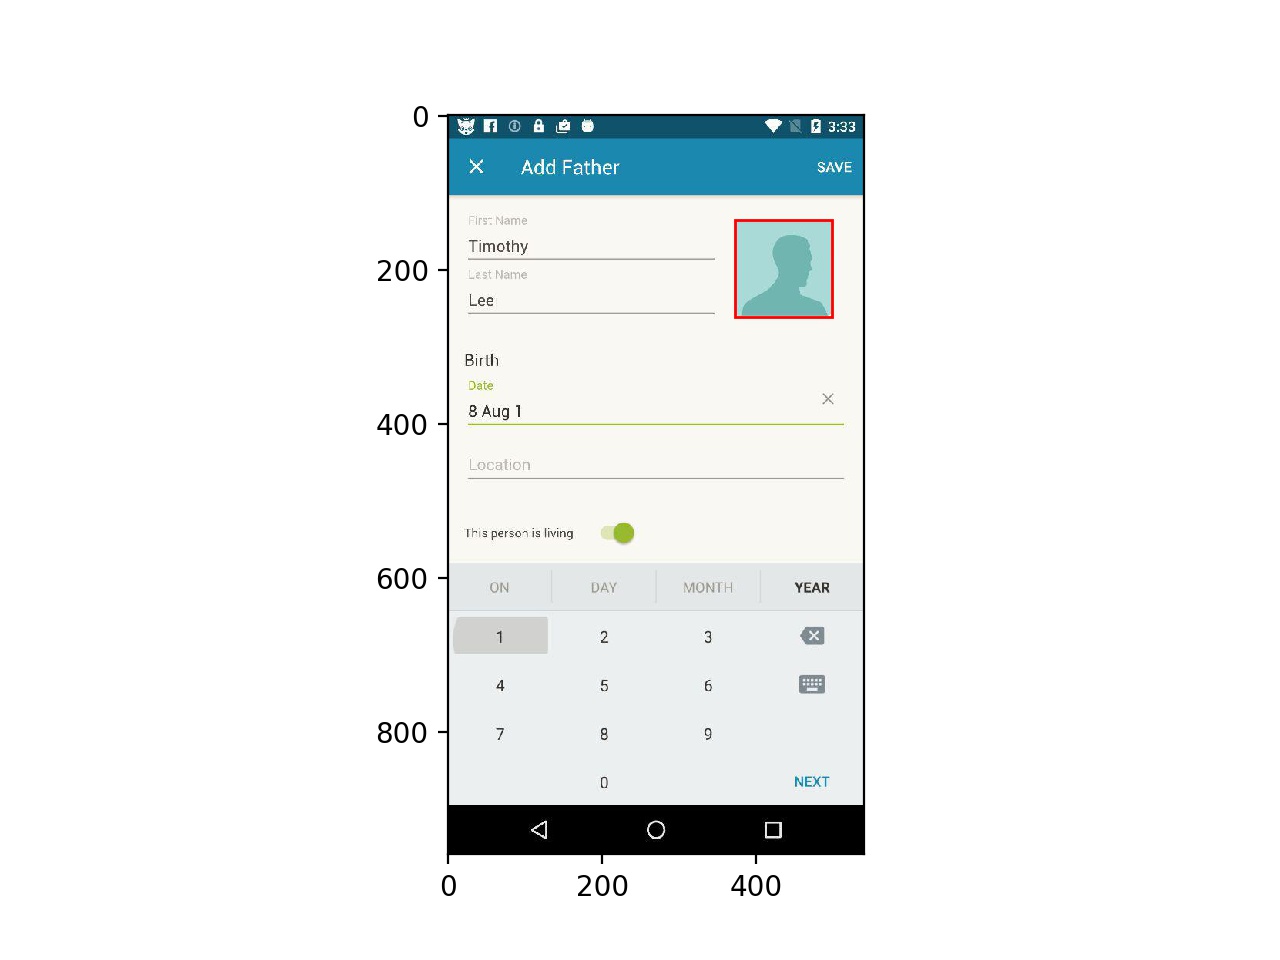 0
200
400
600
800
0 200 400
3:33
Add Father SAVE
First Name
Timothy
Last Name
Lee
Birth
Date
8 Aug 1
Location
This person is living
ON DAY MONTH YEAR
1 2 3
4 5 6
7 8 9
0 NEXT